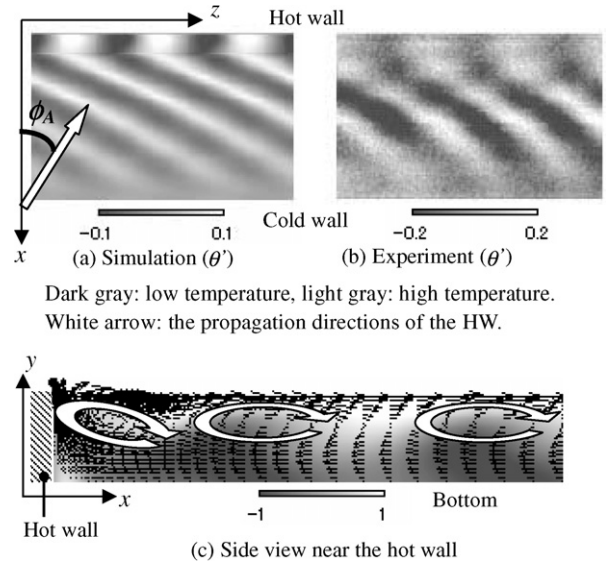 z
Hot wall
ϕA
Cold wall
x
−0.1 0.1
−0.2 0.2
(a) Simulation (θ’)
(b) Experiment (θ’)
Dark gray: low temperature, light gray: high temperature.
White arrow: the propagation directions of the HW.
y
x
Hot wall
−1 1
Bottom
(c) Side view near the hot wall